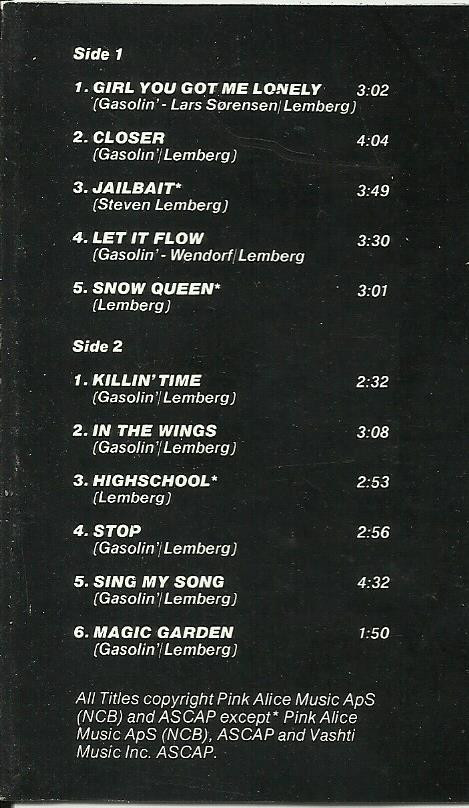 Side 1
1. GIRL YOU GOT ME LONELY 3:02
(Gasolin' - Lars Sørensen/Lemberg)
2. CLOSER 4:04
(Gasolin'/Lemberg)
3. JAILBAIT* 3:49
(Steven Lemberg)
4. LET IT FLOW 3:30
(Gasolin' - Wendorf/Lemberg
5. SNOW QUEEN* 3:01
(Lemberg)
Side 2
1. KILLIN' TIME 2:32
(Gasolin'/Lemberg)
2. IN THE WINGS 3:08
(Gasolin'/Lemberg)
3. HIGHSCHOOL* 2:53
(Lemberg)
4. STOP 2:56
(Gasolin'/Lemberg)
5. SING MY SONG 4:32
(Gasolin'/Lemberg)
6. MAGIC GARDEN 1:50
(Gasolin'/Lemberg)
All Titles copyright Pink Alice Music ApS
(NCB) and ASCAP except* Pink Alice
Music ApS (NCB), ASCAP and Vashti
Music Inc. ASCAP.